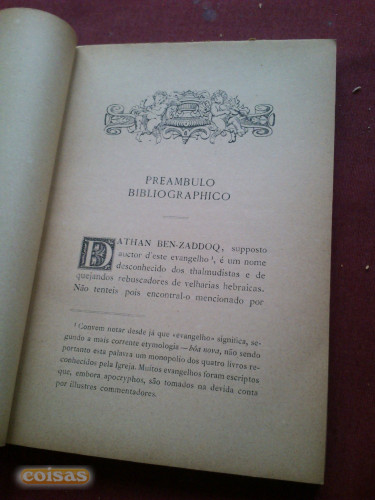 PREAMBULO
BIBLIOGRAPHICO
DATHAN BEN-ZADDOQ, supposto
auctor d'este evangelho¹, é um nome
desconhecido dos thalmudistas e de
quejandos rebuscadores de velharias hebraicas.
Não tenteis pois encontral-o mencionado por
¹ Convem notar desde já que «evangelho» significa, se-
gundo a mais corrente etymologia — bôa nova, não sendo
portanto esta palavra um monopolio dos quatro livros re-
conhecidos pela Igreja. Muitos evangelhos foram escriptos
que, embora apocryphos, são tomados na devida conta
por illustres commentadores.
coisas